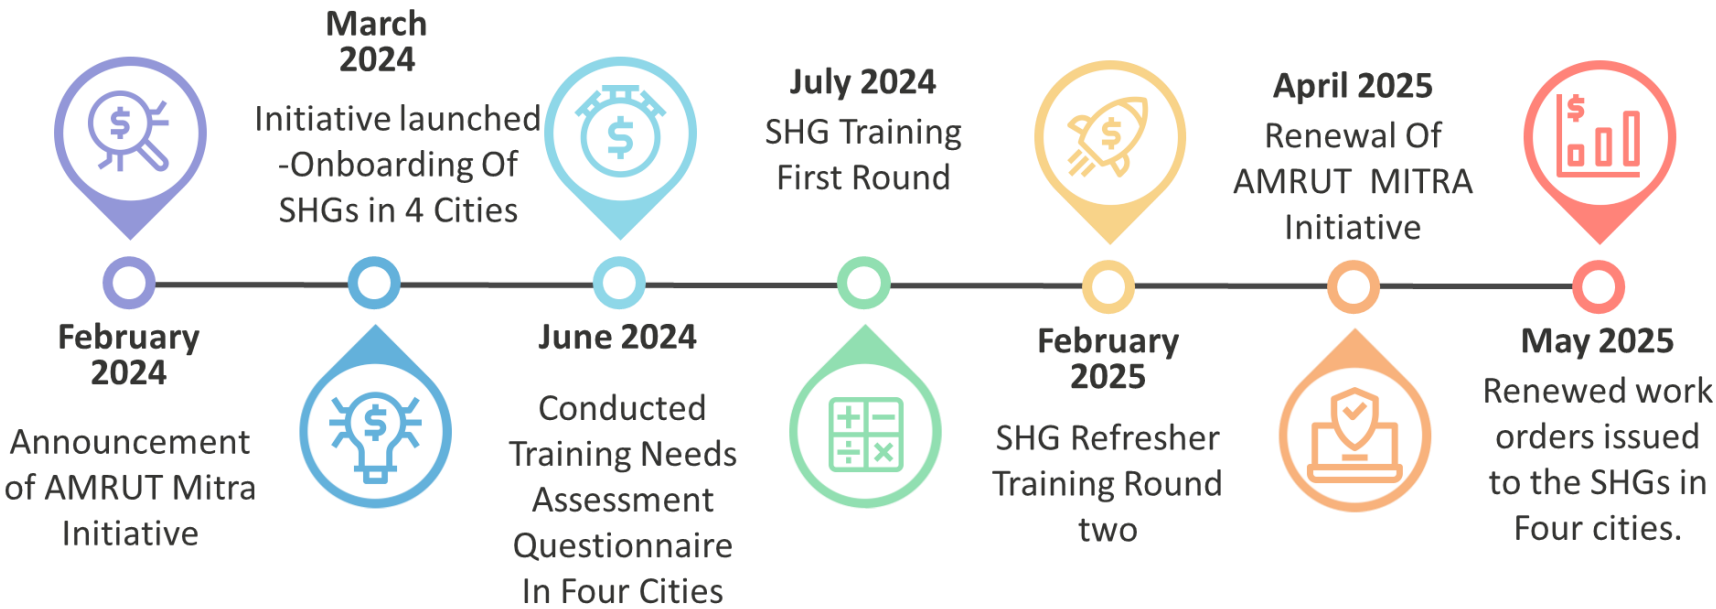 February
2024
Announcement
of AMRUT Mitra
Initiative
March
2024
Initiative launched
-Onboarding Of
SHGs in 4 Cities
June 2024
Conducted
Training Needs
Assessment
Questionnaire
In Four Cities
July 2024
SHG Training
First Round
February
2025
SHG Refresher
Training Round
two
April 2025
Renewal Of
AMRUT  MITRA
Initiative
May 2025
Renewed work
orders issued
to the SHGs in
Four cities.